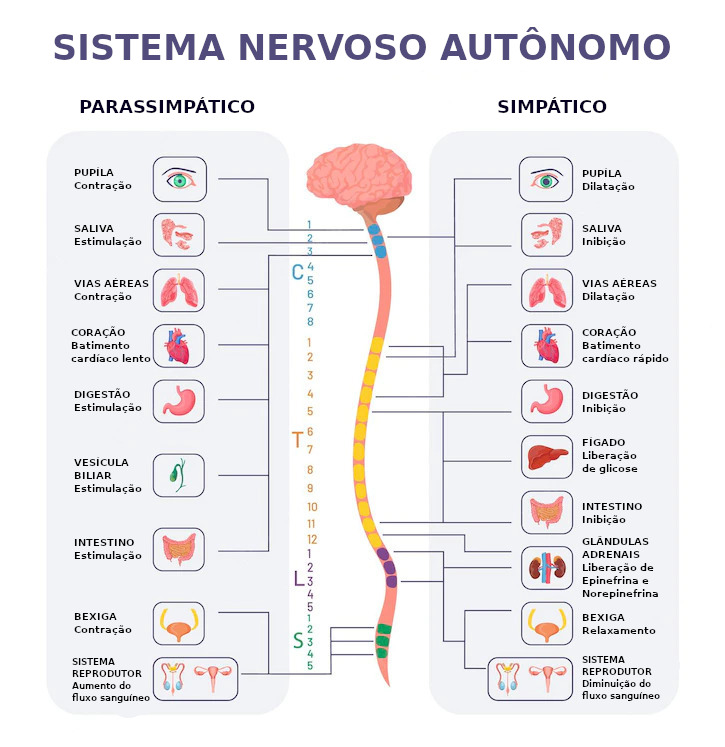 SISTEMA NERVOSO AUTÔNOMO
PARASSIMPÁTICO
PUPÍLA
Contração
SALIVA
Estimulação
VIAS AÉREAS
Contração
CORAÇÃO
Batimento
cardíaco lento
DIGESTÃO
Estimulação
VESÍCULA
BILIAR
Estimulação
INTESTINO
Estimulação
BEXIGA
Contração
SISTEMA
REPRODUTOR
Aumento do
fluxo sanguíneo
C
1
2
3
4
5
6
7
8
T
1
2
3
4
5
6
7
8
9
10
11
12
L
1
2
3
4
5
S
1
2
3
4
5
SIMPÁTICO
PUPÍLA
Dilatação
SALIVA
Inibição
VIAS AÉREAS
Dilatação
CORAÇÃO
Batimento
cardíaco rápido
DIGESTÃO
Inibição
FÍGADO
Liberação
de glicose
INTESTINO
Inibição
GLÂNDULAS
ADRENAIS
Liberação de
Epinefrina e
Norepinefrina
BEXIGA
Relaxamento
SISTEMA
REPRODUTOR
Diminuição do
fluxo sanguíneo